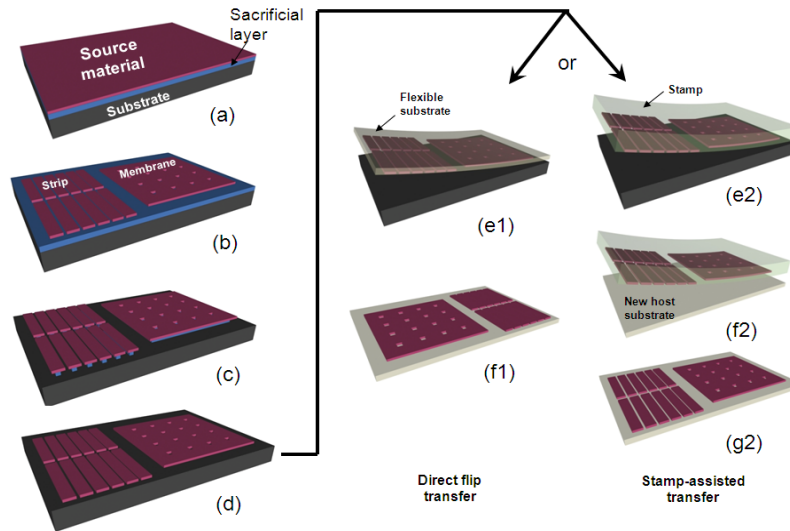 Sacrificial
layer
Source
material
Substrate
(a)
Strip
Membrane
(b)
(c)
(d)
or
Flexible
substrate
(e1)
(f1)
Direct flip
transfer
Stamp
(e2)
New host
substrate
(f2)
(g2)
Stamp-assisted
transfer